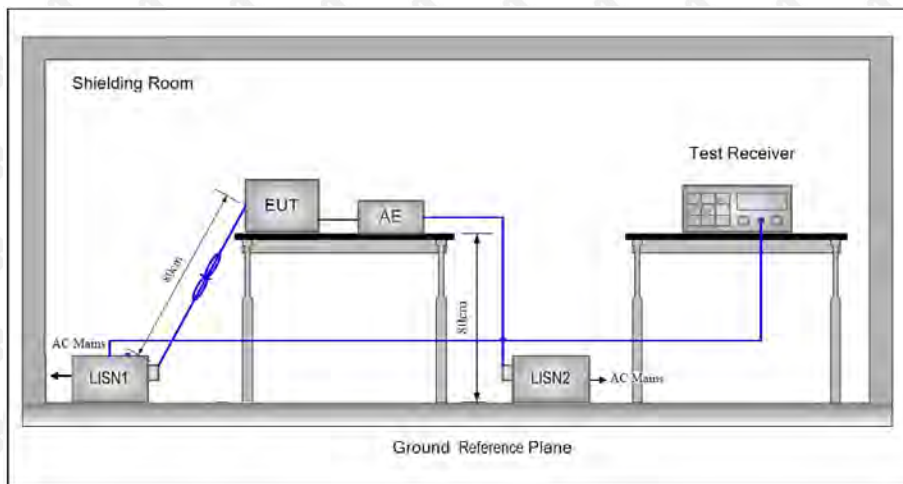 Shielding Room
Test Receiver
EUT
AE
80cm
80cm
AC Mains
LISN1
LISN2
AC Mains
Ground Reference Plane